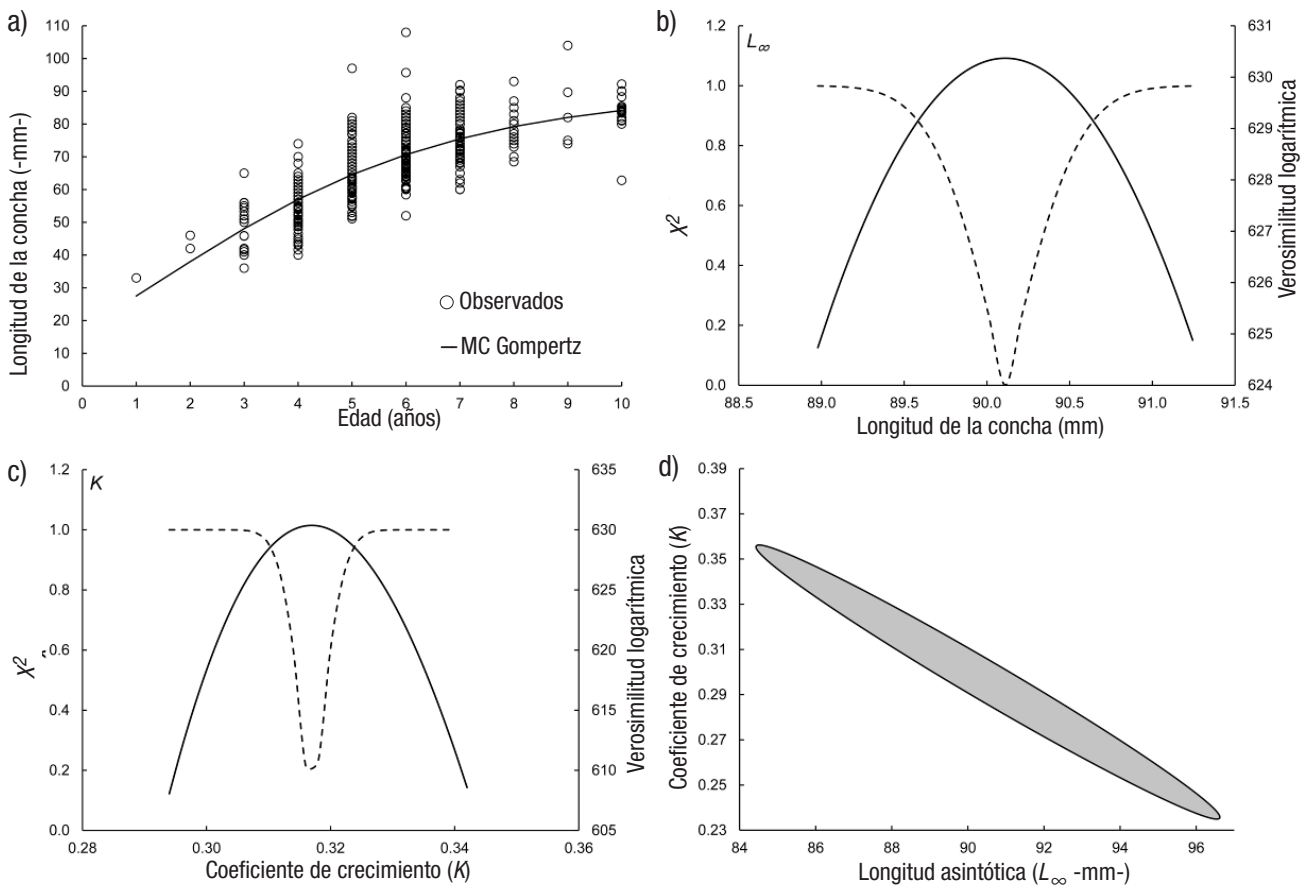 a)
Longitud de la concha (-mm-)
110
100
90
80
70
60
50
40
30
20
10
0
0 1 2 3 4 5 6 7 8 9 10
Edad (años)
Observados
MC Gompertz
b)
L∞
χ2
1.2
1.0
0.8
0.6
0.4
0.2
0.0
88.5 89.0 89.5 90.0 90.5 91.0 91.5
Longitud de la concha (mm)
631
630
629
628
627
626
625
624
Verosimilitud logarítmica
c)
K
χ2
1.2
1.0
0.8
0.6
0.4
0.2
0.0
0.28 0.30 0.32 0.34 0.36
Coeficiente de crecimiento (K)
635
630
625
620
615
610
605
Verosimilitud logarítmica
d)
Coeficiente de crecimiento (K)
0.39
0.37
0.35
0.33
0.31
0.29
0.27
0.25
0.23
84 86 88 90 92 94 96
Longitud asintótica (L∞ -mm-)